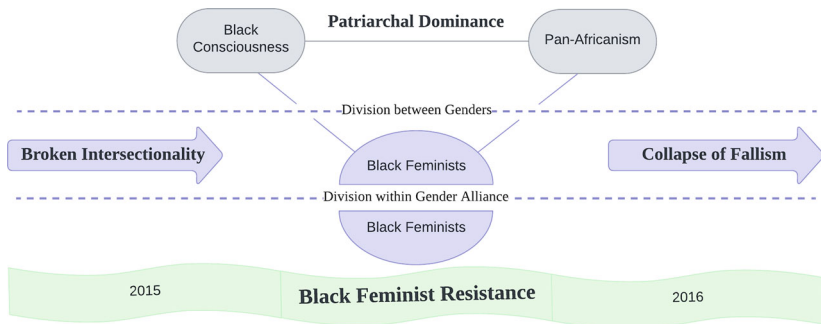 Patriarchal Dominance
Black
Consciousness
Pan-Africanism
Division between Genders
Broken Intersectionality
Black Feminists
Collapse of Fallism
Division within Gender Alliance
Black Feminists
2015
Black Feminist Resistance
2016